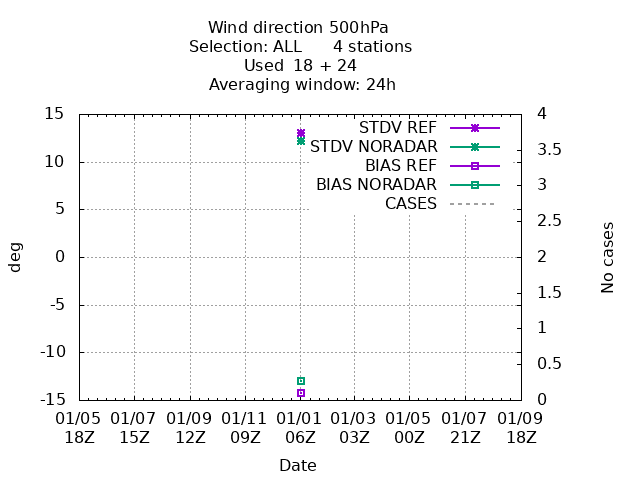 Wind direction 500hPa
Selection: ALL      4 stations
Used  18 + 24
Averaging window: 24h
15
10
5
0
-5
-10
-15
deg
4
3.5
3
2.5
2
1.5
1
0.5
0
No cases
STDV REF
STDV NORADAR
BIAS REF
BIAS NORADAR
CASES
01/05 01/07 01/09 01/11 01/01 01/03 01/05 01/07 01/09
18Z 15Z 12Z 09Z 06Z 03Z 00Z 21Z 18Z
Date